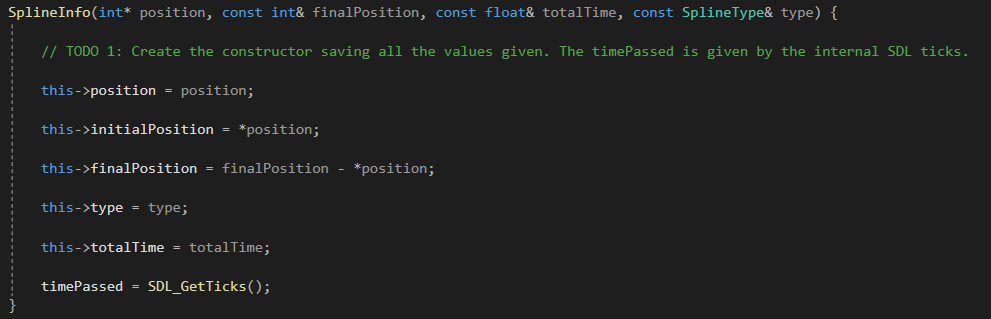 SplineInfo(int* position, const int& finalPosition, const float& totalTime, const SplineType& type) {
// TODO 1: Create the constructor saving all the values given. The timePassed is given by the internal SDL ticks.
this->position = position;
this->initialPosition = *position;
this->finalPosition = finalPosition - *position;
this->type = type;
this->totalTime = totalTime;
timePassed = SDL_GetTicks();
}